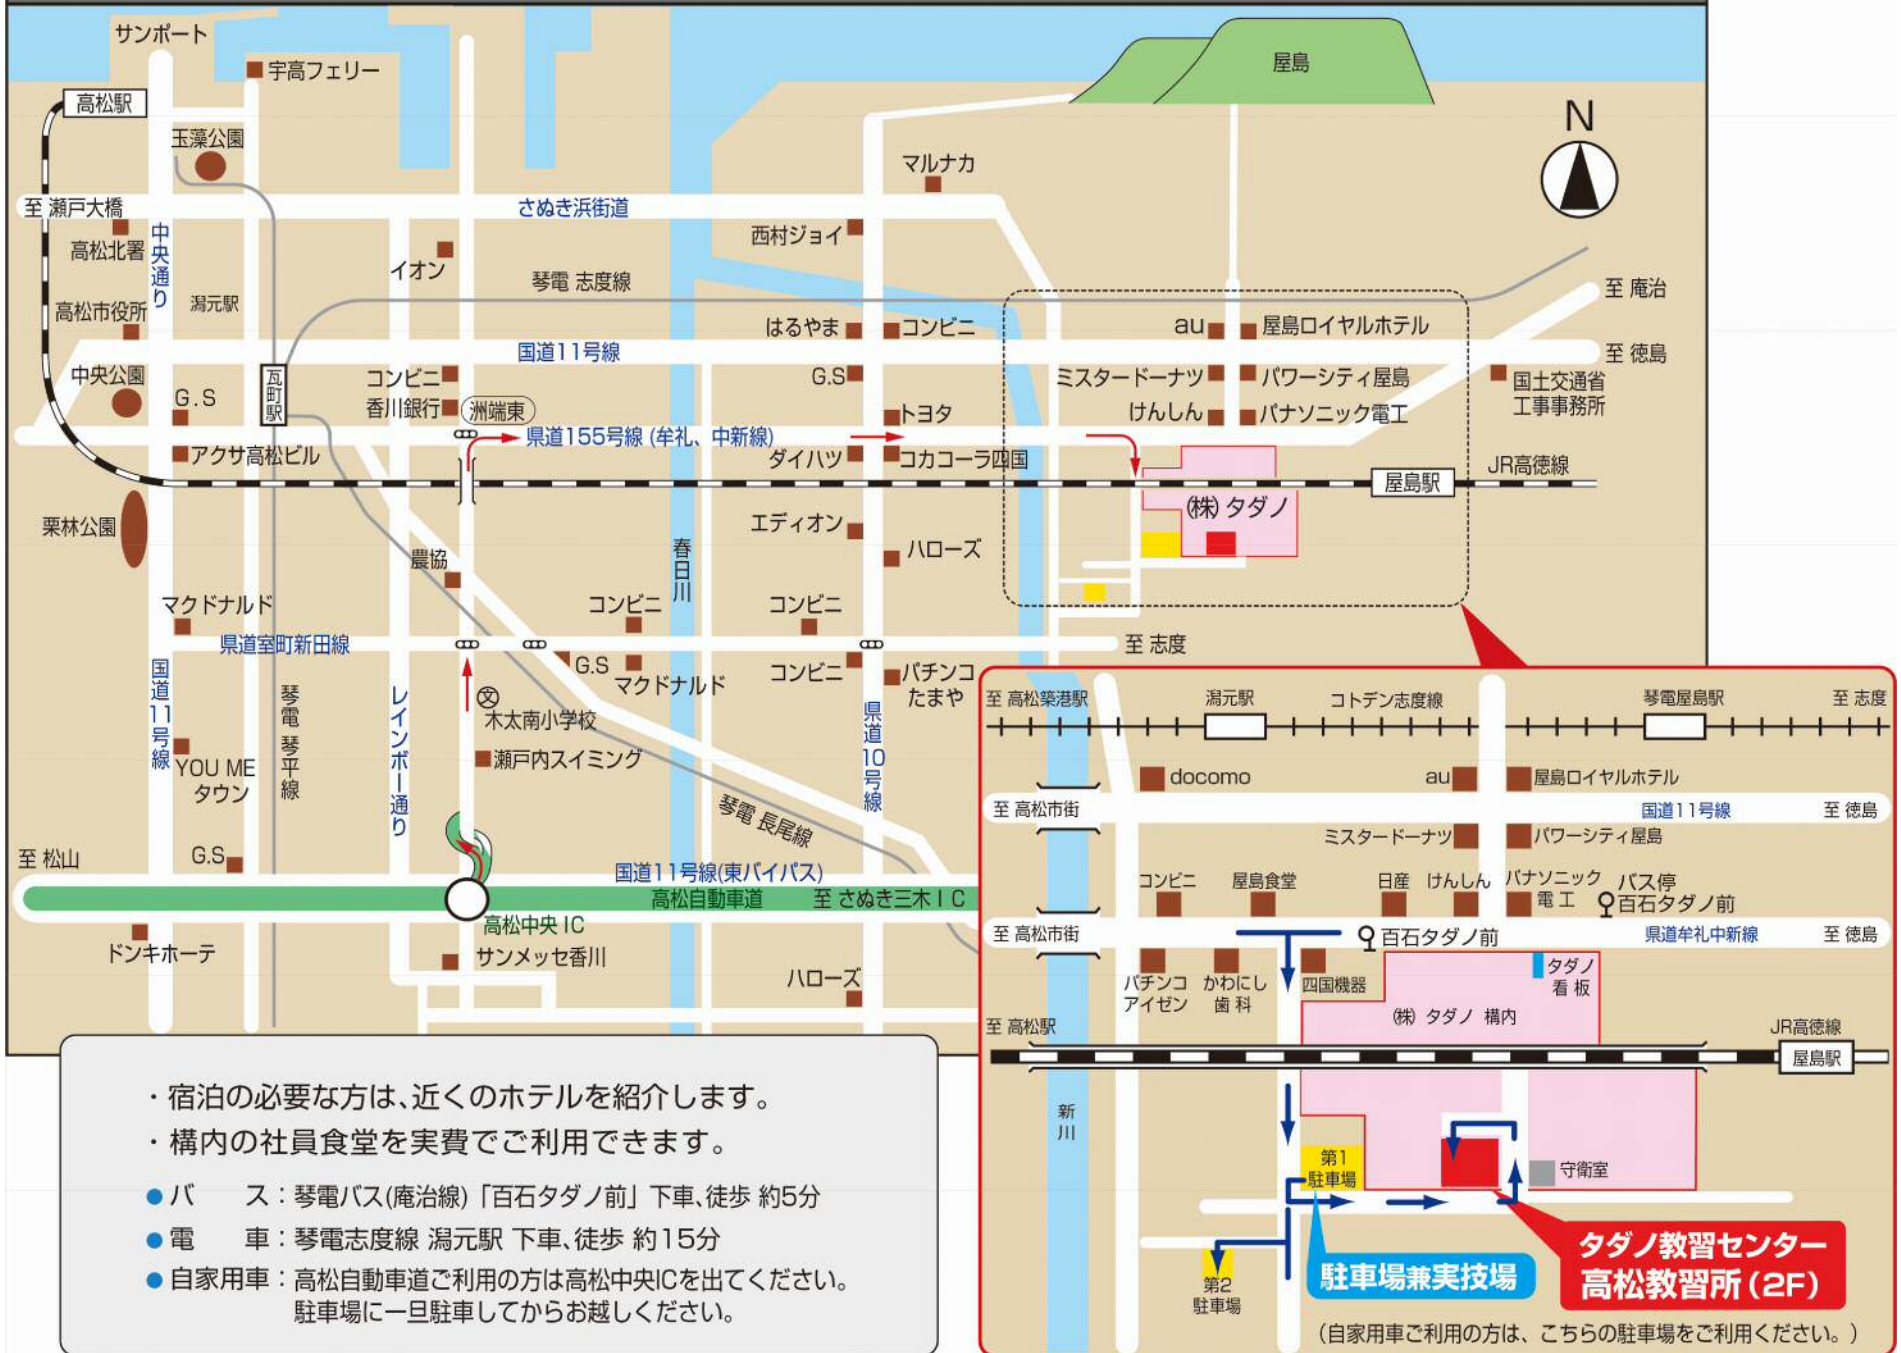 サンポート
宇高フェリー
高松駅
玉藻公園
屋島
N
マルナカ
至 瀬戸大橋
さぬき浜街道
高松北署
中央通り
西村ジョイ
イオン
琴電 志度線
至 庵治
高松市役所
潟元駅
はるやま
コンビニ
au
屋島ロイヤルホテル
国道11号線
至 徳島
中央公園
G.S
瓦町駅
コンビニ
香川銀行
洲端東
G.S
ミスタードーナツ
パワーシティ屋島
国土交通省
工事事務所
トヨタ
けんしん
パナソニック電工
県道155号線 (牟礼、中新線)
アクサ高松ビル
ダイハツ
コカコーラ四国
JR高徳線
屋島駅
㈱タダノ
栗林公園
エディオン
ハローズ
農協
春日川
マクドナルド
コンビニ
コンビニ
県道室町新田線
至 志度
G.S
マクドナルド
コンビニ
パチンコ
たまや
国道11号線
琴電 琴平線
レインボー通り
木太南小学校
県道10号線
瀬戸内スイミング
YOU ME
タウン
琴電 長尾線
至 松山
G.S
国道11号線(東バイパス)
高松自動車道
至 さぬき三木 I C
高松中央 IC
ドンキホーテ
サンメッセ香川
ハローズ
至 高松築港駅
潟元駅
コトデン志度線
琴電屋島駅
至 志度
docomo
au
屋島ロイヤルホテル
至 高松市街
国道11号線
至 徳島
ミスタードーナツ
パワーシティ屋島
コンビニ
屋島食堂
日産
けんしん
パナソニック
電 工
バス停
百石タダノ前
至 高松市街
百石タダノ前
県道牟礼中新線
至 徳島
パチンコ
アイゼン
かわにし
歯 科
四国機器
タダノ
看 板
㈱ タダノ 構内
至 高松駅
JR高徳線
屋島駅
新川
第1
駐車場
守衛室
第2
駐車場
駐車場兼実技場
タダノ教習センター
高松教習所 (2F)
(自家用車ご利用の方は、こちらの駐車場をご利用ください。)
・宿泊の必要な方は、近くのホテルを紹介します。
・構内の社員食堂を実費でご利用できます。
●バ　　ス：琴電バス(庵治線)「百石タダノ前」下車、徒歩 約5分
●電　　車：琴電志度線 潟元駅 下車、徒歩 約15分
●自家用車：高松自動車道ご利用の方は高松中央ICを出てください。
駐車場に一旦駐車してからお越しください。